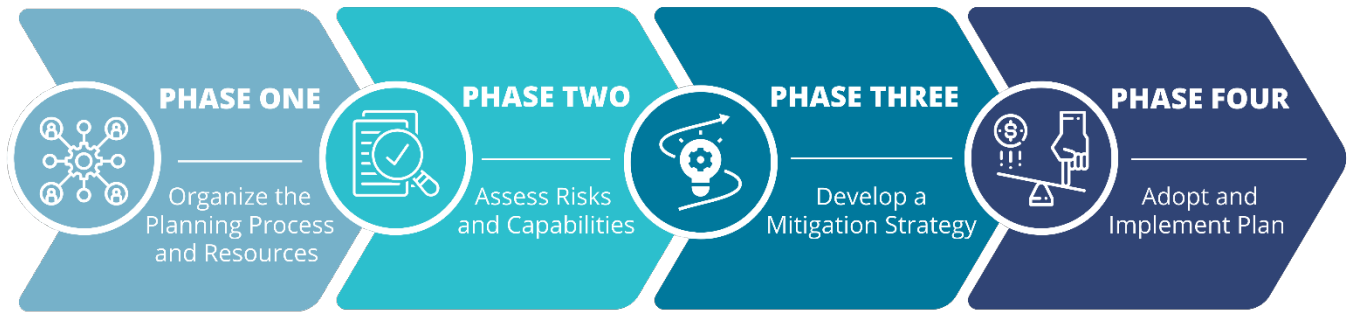 PHASE ONE
Organize the
Planning Process
and Resources
PHASE TWO
Assess Risks
and Capabilities
PHASE THREE
Develop a
Mitigation Strategy
$
PHASE FOUR
Adopt and
Implement Plan